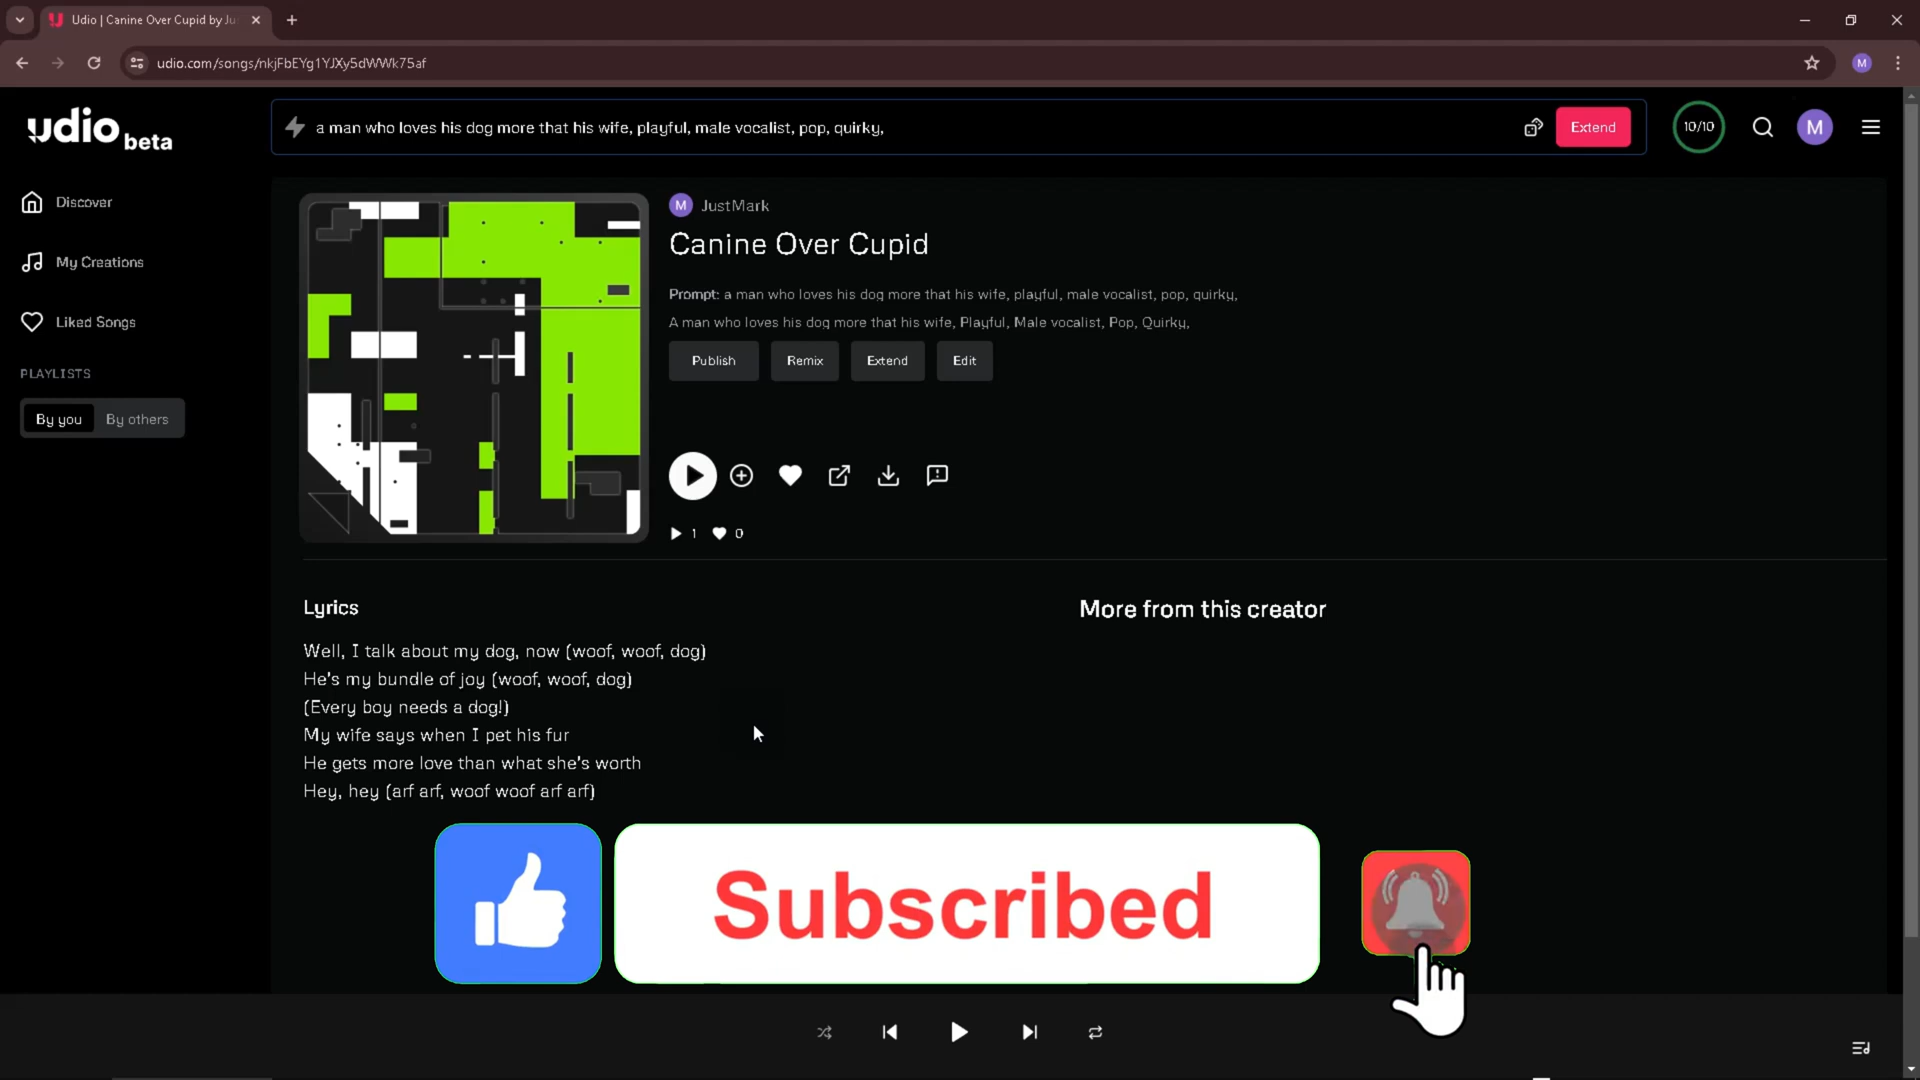 Udio | Canine Over Cupid by Ju
udio.com/songs/nkjFbEYg1YJXy5dWWk75af
M
udio beta
a man who loves his dog more that his wife, playful, male vocalist, pop, quirky,
Extend
10/10
M
Discover
My Creations
Liked Songs
PLAYLISTS
By you
By others
M JustMark
Canine Over Cupid
Prompt: a man who loves his dog more that his wife, playful, male vocalist, pop, quirky,
A man who loves his dog more that his wife, Playful, Male vocalist, Pop, Quirky,
Publish
Remix
Extend
Edit
1
0
Lyrics
Well, I talk about my dog, now (woof, woof, dog)
He's my bundle of joy (woof, woof, dog)
(Every boy needs a dog!)
My wife says when I pet his fur
He gets more love than what she's worth
Hey, hey (arf arf, woof woof arf arf)
More from this creator
Subscribed